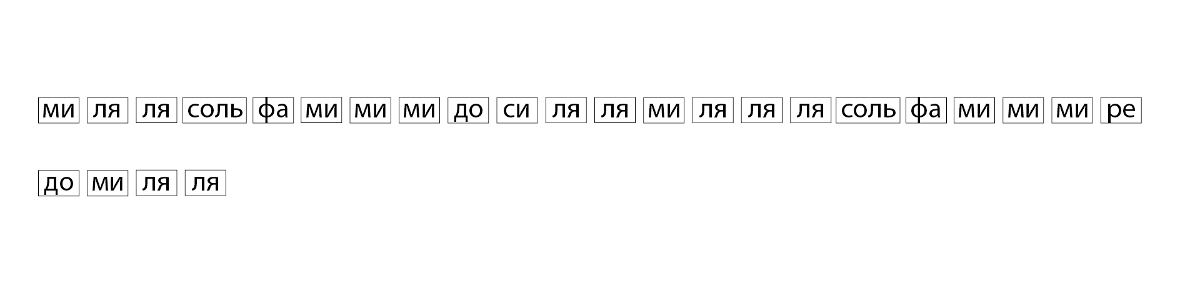 ми ля ля соль фа ми ми ми до си ля ля ми ля ля ля соль фа ми ми ми ре
до ми ля ля